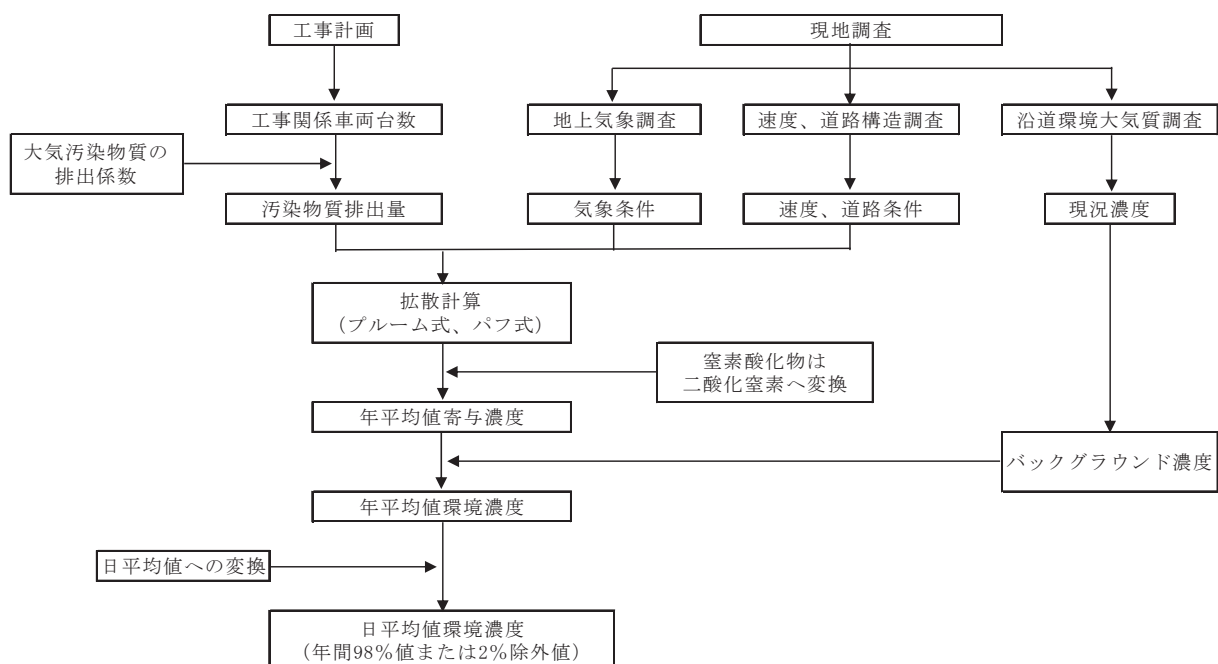 工事計画
現地調査
工事関係車両台数
地上気象調査
速度、道路構造調査
沿道環境大気質調査
大気汚染物質の
排出係数
汚染物質排出量
気象条件
速度、道路条件
現況濃度
拡散計算
（プルーム式、パフ式）
窒素酸化物は
二酸化窒素へ変換
年平均値寄与濃度
バックグラウンド濃度
年平均値環境濃度
日平均値への変換
日平均値環境濃度
（年間98％値または2％除外値）